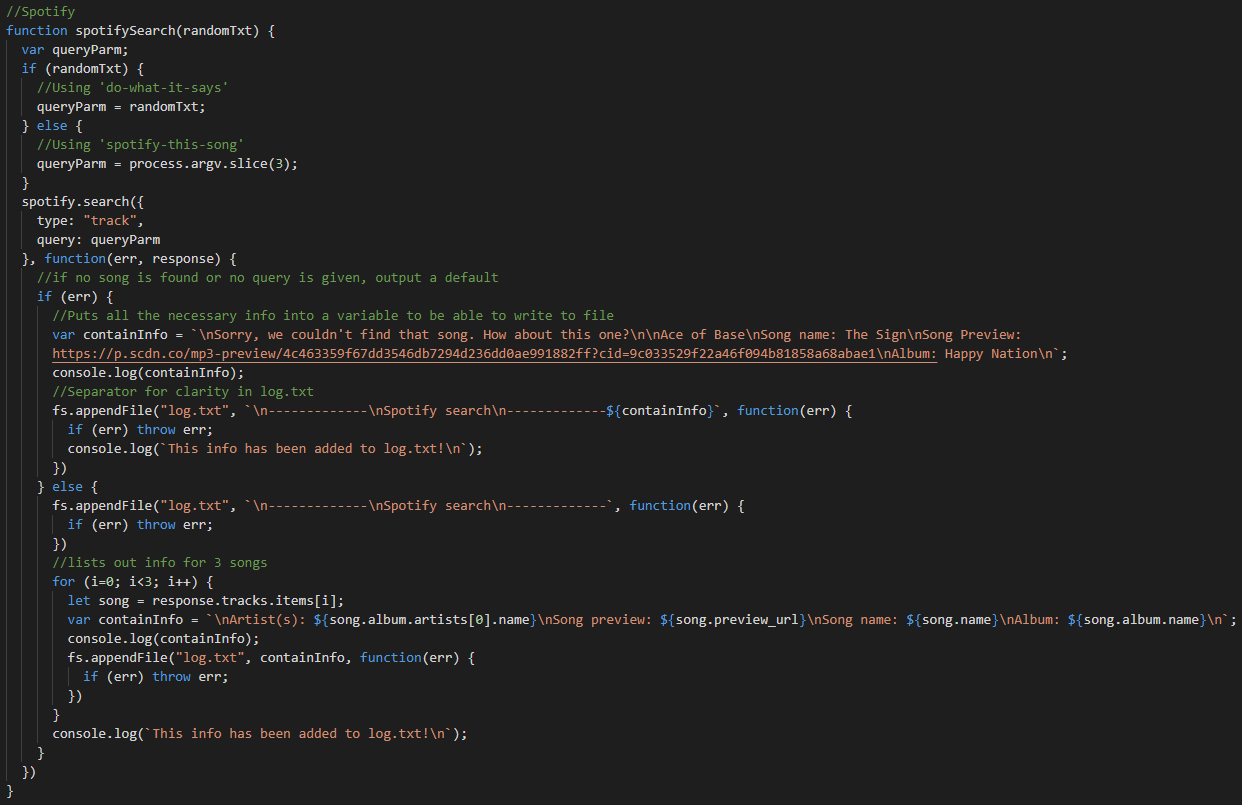 //Spotify
function spotifySearch(randomTxt) {
  var queryParm;
  if (randomTxt) {
    //Using 'do-what-it-says'
    queryParm = randomTxt;
  } else {
    //Using 'spotify-this-song'
    queryParm = process.argv.slice(3);
  }
  spotify.search({
    type: "track",
    query: queryParm
  }, function(err, response) {
    //if no song is found or no query is given, output a default
    if (err) {
      //Puts all the necessary info into a variable to be able to write to file
      var containInfo = `\nSorry, we couldn't find that song. How about this one?\n\nAce of Base\nSong name: The Sign\nSong Preview:
      https://p.scdn.co/mp3-preview/4c463359f67dd3546db7294d236dd0ae991882ff?cid=9c033529f22a46f094b81858a68abae1\nAlbum: Happy Nation\n`;
      console.log(containInfo);
      //Separator for clarity in log.txt
      fs.appendFile("log.txt", `\n-------------\nSpotify search\n-------------${containInfo}`, function(err) {
        if (err) throw err;
        console.log(`This info has been added to log.txt!\n`);
      })
    } else {
      fs.appendFile("log.txt", `\n-------------\nSpotify search\n-------------`, function(err) {
        if (err) throw err;
      })
      //lists out info for 3 songs
      for (i=0; i<3; i++) {
        let song = response.tracks.items[i];
        var containInfo = `\nArtist(s): ${song.album.artists[0].name}\nSong preview: ${song.preview_url}\nSong name: ${song.name}\nAlbum: ${song.album.name}\n`;
        console.log(containInfo);
        fs.appendFile("log.txt", containInfo, function(err) {
          if (err) throw err;
        })
      }
      console.log(`This info has been added to log.txt!\n`);
    }
  })
}